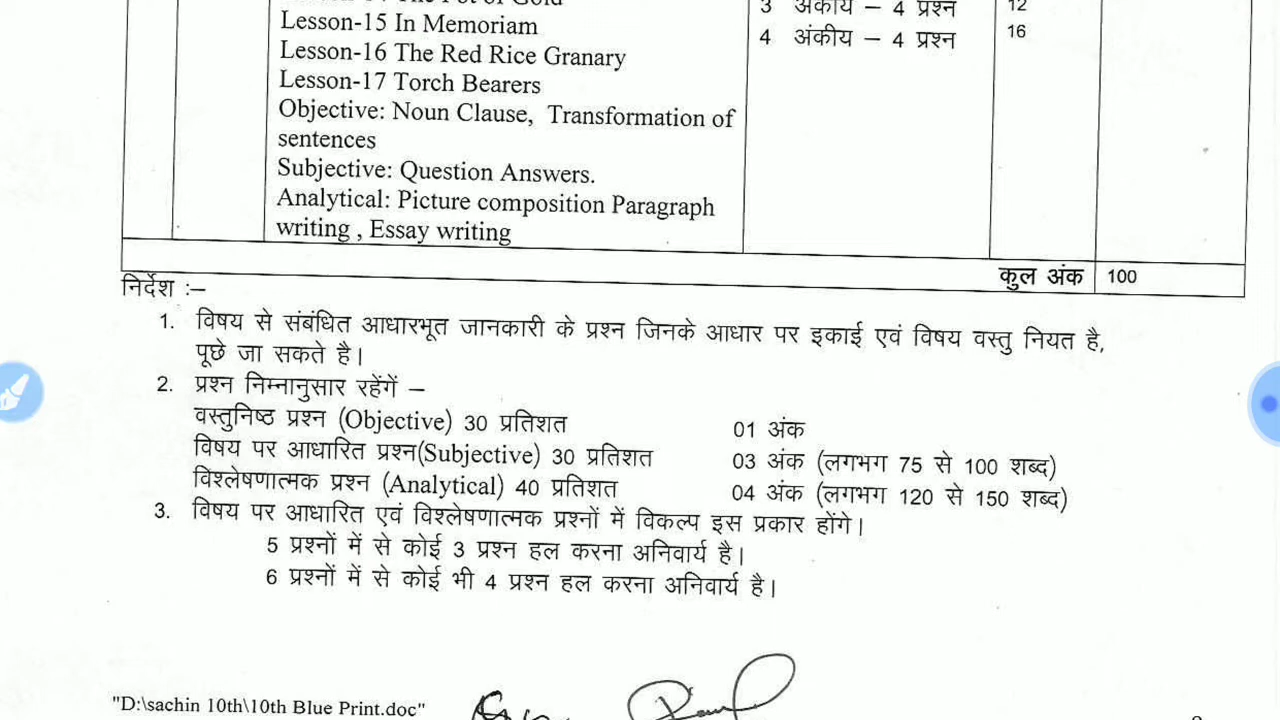 The Pot of Gold
Lesson-15 In Memoriam
Lesson-16 The Red Rice Granary
Lesson-17 Torch Bearers
Objective: Noun Clause, Transformation of
sentences
Subjective: Question Answers.
Analytical: Picture composition Paragraph
writing , Essay writing
3 अंकीय – 4 प्रश्न
4 अंकीय – 4 प्रश्न
12
16
कुल अंक 100
निर्देश :–
1. विषय से संबंधित आधारभूत जानकारी के प्रश्न जिनके आधार पर इकाई एवं विषय वस्तु नियत है,
पूछे जा सकते है।
2. प्रश्न निम्नानुसार रहेंगें –
वस्तुनिष्ठ प्रश्न (Objective) 30 प्रतिशत 01 अंक
विषय पर आधारित प्रश्न(Subjective) 30 प्रतिशत 03 अंक (लगभग 75 से 100 शब्द)
विश्लेषणात्मक प्रश्न (Analytical) 40 प्रतिशत 04 अंक (लगभग 120 से 150 शब्द)
3. विषय पर आधारित एवं विश्लेषणात्मक प्रश्नों में विकल्प इस प्रकार होंगे।
5 प्रश्नों में से कोई 3 प्रश्न हल करना अनिवार्य है।
6 प्रश्नों में से कोई भी 4 प्रश्न हल करना अनिवार्य है।
"D:\sachin 10th\10th Blue Print.doc"